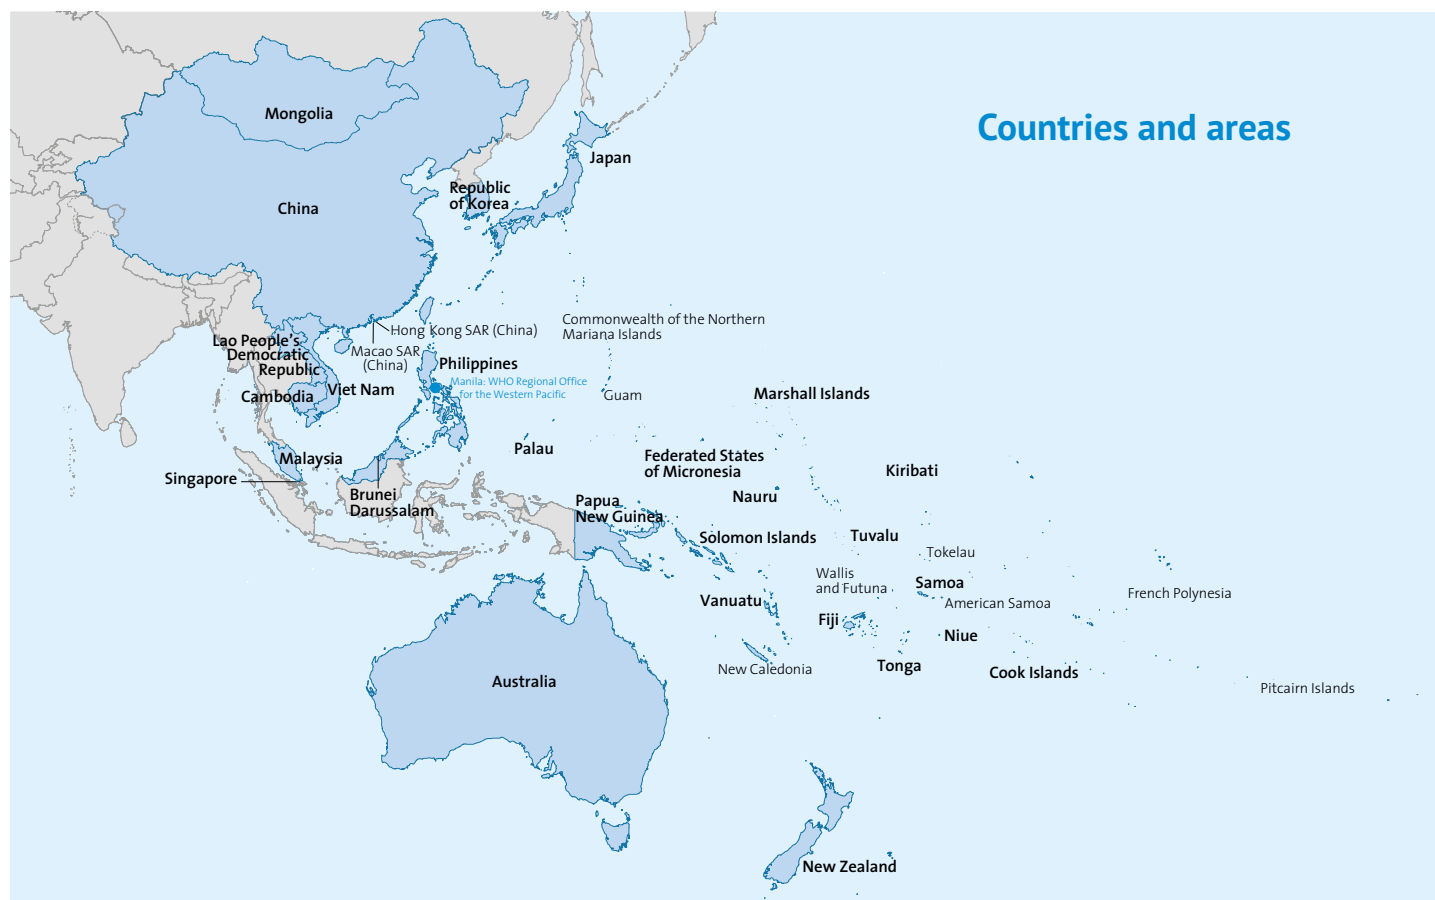 Countries and areas
Mongolia
Japan
Republic
of Korea
China
Commonwealth of the Northern
Mariana Islands
Hong Kong SAR (China)
Macao SAR
(China)
Lao People's
Democratic
Republic
Philippines
Manila: WHO Regional Office
for the Western Pacific
Viet Nam
Cambodia
Guam
Marshall Islands
Palau
Federated States
of Micronesia
Malaysia
Kiribati
Singapore
Brunei
Darussalam
Nauru
Papua
New Guinea
Solomon Islands
Tuvalu
Tokelau
Wallis
and Futuna
Samoa
American Samoa
French Polynesia
Vanuatu
Fiji
Niue
New Caledonia
Tonga
Cook Islands
Australia
Pitcairn Islands
New Zealand